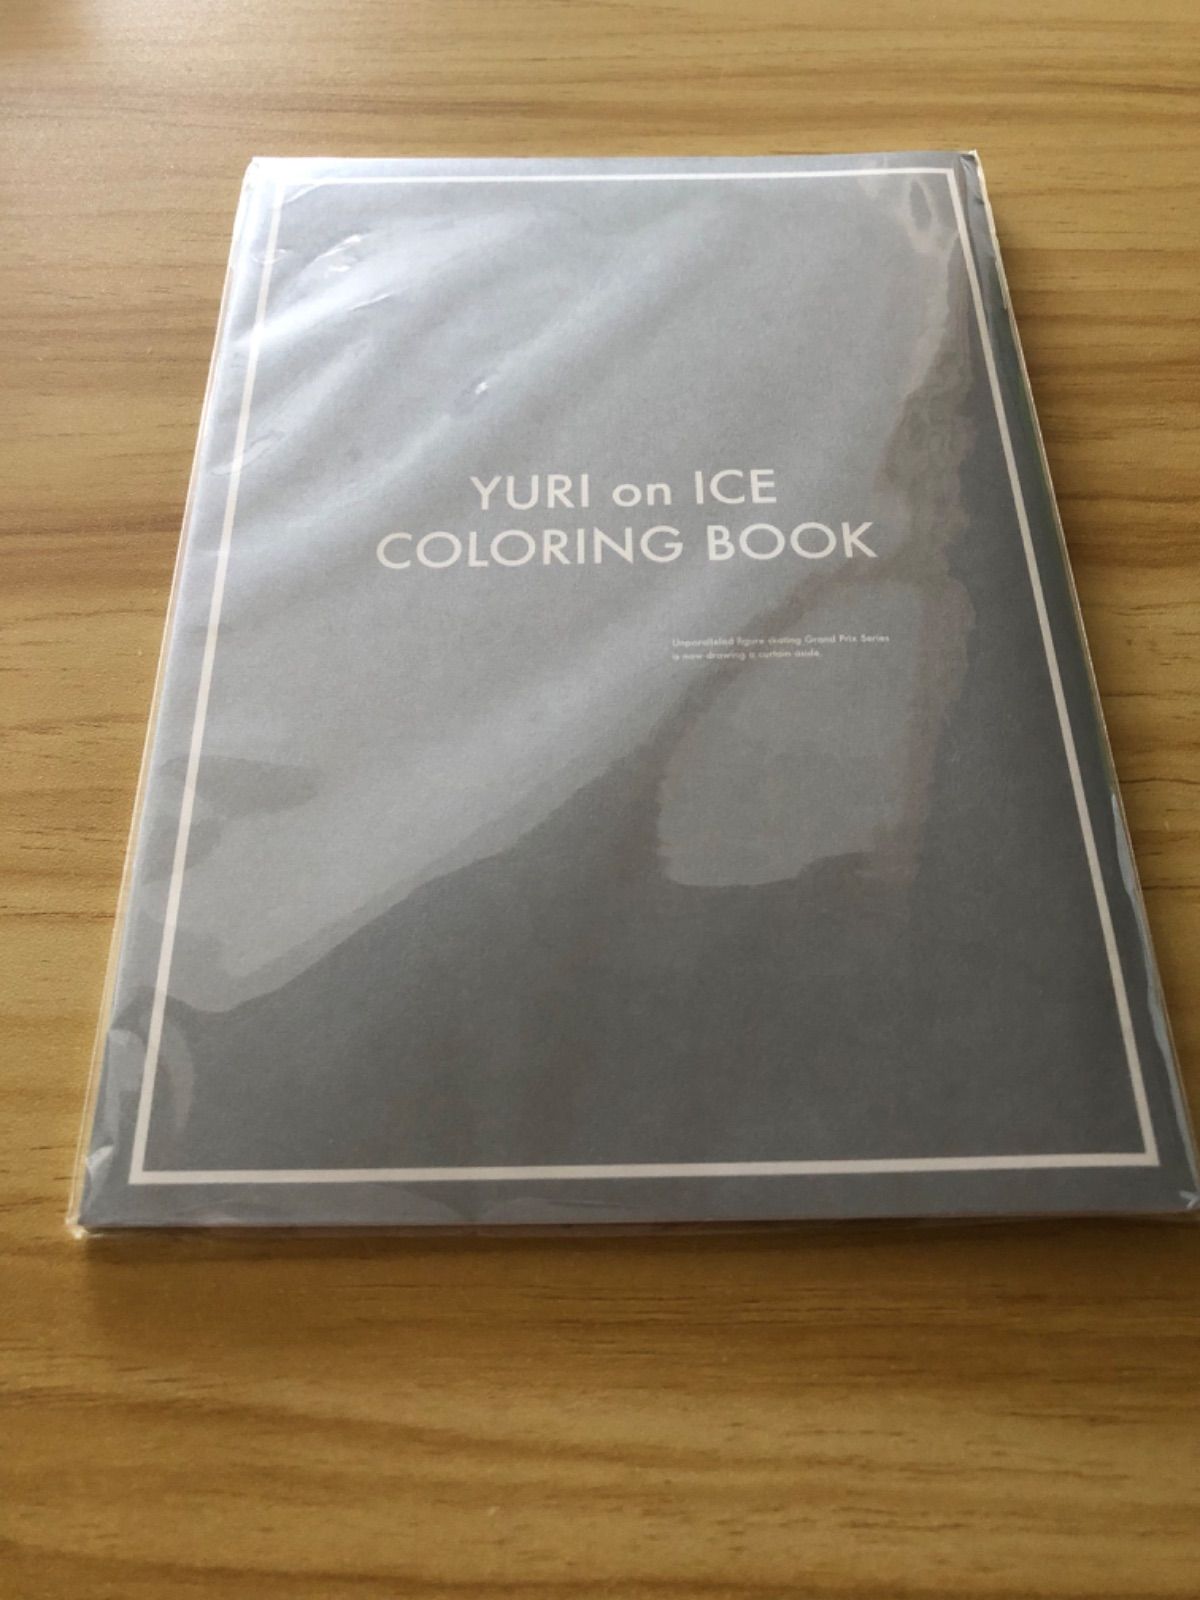 YURI on ICE
COLORING BOOK
Unparalleled figure skating Grand Prix Series
is now drawing a curtain aside.